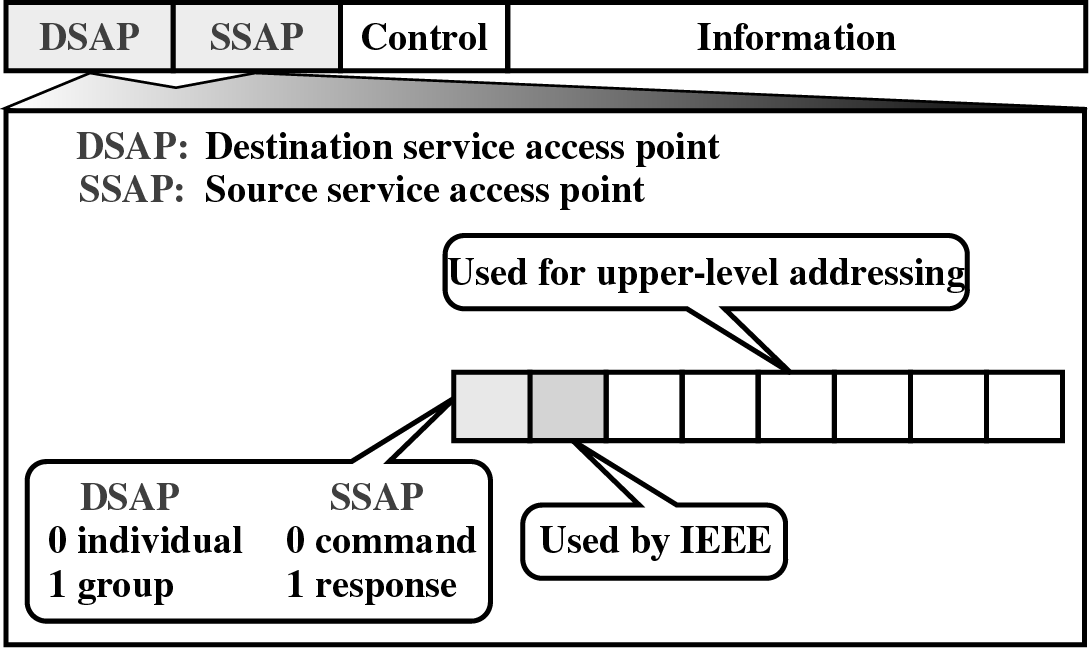 DSAP SSAP Control Information
DSAP: Destination service access point
SSAP: Source service access point
Used for upper-level addressing
DSAP SSAP
0 individual 0 command
1 group 1 response
Used by IEEE